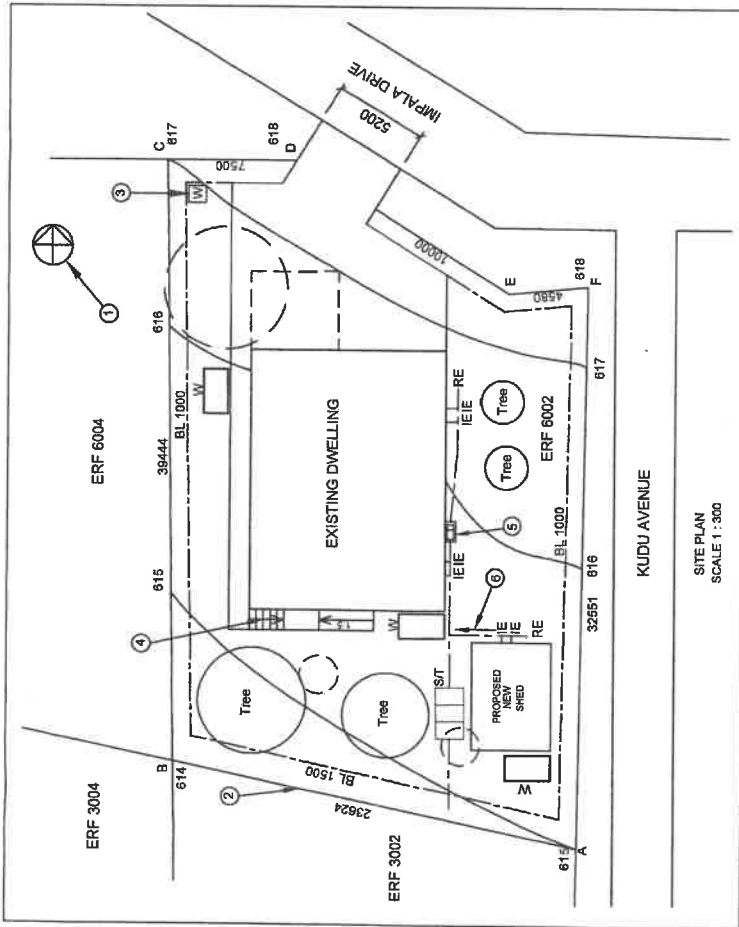 1
C
617
618
D
7500
3
W
IMPALA DRIVE
5200
616
10000
E
4580
618
F
ERF 6004
BL 1000
39444
W
EXISTING DWELLING
RE
IE
IE
617
Tree
Tree
ERF 6002
BL 1000
615
5
IE
IE
616
4
15
W
6
32551
Tree
Tree
S/T
IE
IE
RE
PROPOSED
NEW
SHED
W
ERF 3004
B
614
BL 1500
2
23624
ERF 3002
615
A
KUDU AVENUE
SITE PLAN
SCALE 1 : 300